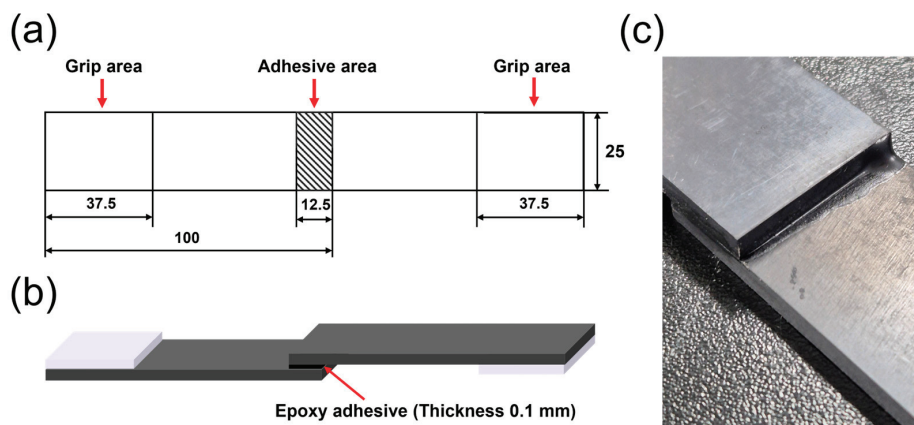 (a)
(c)
Grip area
Adhesive area
Grip area
25
37.5
12.5
37.5
100
(b)
Epoxy adhesive (Thickness 0.1 mm)